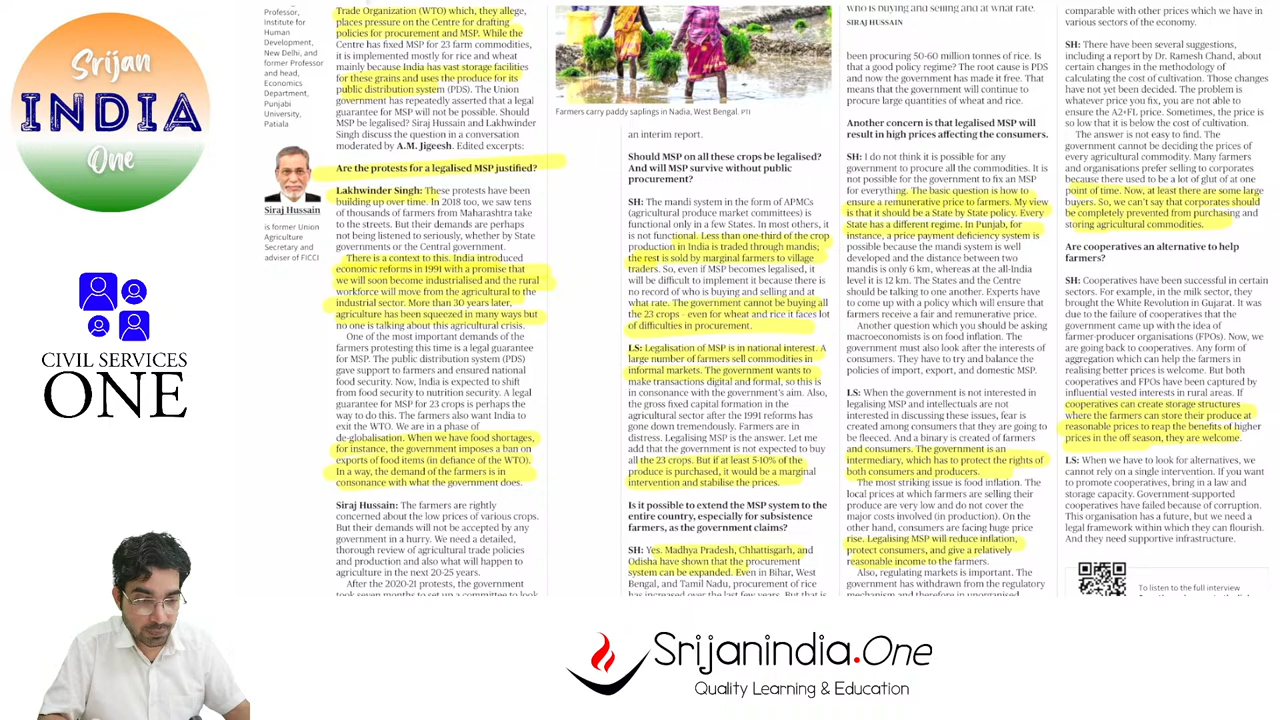 Srijan
INDIA
One
CIVIL SERVICES
ONE
Professor,
Institute for
Human
Development,
New Delhi, and
former Professor
and head,
Economics
Department,
Punjabi
University,
Patiala
Siraj Hussain
is former Union
Agriculture
Secretary and
adviser of FICCI
Trade Organization (WTO) which, they allege,
places pressure on the Centre for drafting
policies for procurement and MSP. While the
Centre has fixed MSP for 23 farm commodities,
it is implemented mostly for rice and wheat
mainly because India has vast storage facilities
for these grains and uses the produce for its
public distribution system (PDS). The Union
government has repeatedly asserted that a legal
guarantee for MSP will not be possible. Should
MSP be legalised? Siraj Hussain and Lakhwinder
Singh discuss the question in a conversation
moderated by A.M. Jigeesh. Edited excerpts:
Are the protests for a legalised MSP justified?
Lakhwinder Singh: These protests have been
building up over time. In 2018 too, we saw tens
of thousands of farmers from Maharashtra take
to the streets. But their demands are perhaps
not being listened to seriously, whether by State
governments or the Central government.
There is a context to this. India introduced
economic reforms in 1991 with a promise that
we will soon become industrialised and the rural
workforce will move from the agricultural to the
industrial sector. More than 30 years later,
agriculture has been squeezed in many ways but
no one is talking about this agricultural crisis.
One of the most important demands of the
farmers protesting this time is a legal guarantee
for MSP. The public distribution system (PDS)
gave support to farmers and ensured national
food security. Now, India is expected to shift
from food security to nutrition security. A legal
guarantee for MSP for 23 crops is perhaps the
way to do this. The farmers also want India to
exit the WTO. We are in a phase of
de-globalisation. When we have food shortages,
for instance, the government imposes a ban on
exports of food items (in defiance of the WTO).
In a way, the demand of the farmers is in
consonance with what the government does.
Siraj Hussain: The farmers are rightly
concerned about the low prices of various crops.
But their demands will not be accepted by any
government in a hurry. We need a detailed,
thorough review of agricultural trade policies
and production and also what will happen to
agriculture in the next 20-25 years.
After the 2020-21 protests, the government
took seven months to set up a committee to look
Farmers carry paddy saplings in Nadia, West Bengal. PTI
an interim report.
Should MSP on all these crops be legalised?
And will MSP survive without public
procurement?
SH: The mandi system in the form of APMCs
(agricultural produce market committees) is
functional only in a few States. In most others, it
is not functional. Less than one-third of the crop
production in India is traded through mandis;
the rest is sold by marginal farmers to village
traders. So, even if MSP becomes legalised, it
will be difficult to implement it because there is
no record of who is buying and selling and at
what rate. The government cannot be buying all
the 23 crops - even for wheat and rice it faces lot
of difficulties in procurement.
LS: Legalisation of MSP is in national interest. A
large number of farmers sell commodities in
informal markets. The government wants to
make transactions digital and formal, so this is
in consonance with the government's aim. Also,
the gross fixed capital formation in the
agricultural sector after the 1991 reforms has
gone down tremendously. Farmers are in
distress. Legalising MSP is the answer. Let me
add that the government is not expected to buy
all the 23 crops. But if at least 5-10% of the
produce is purchased, it would be a marginal
intervention and stabilise the prices.
Is it possible to extend the MSP system to the
entire country, especially for subsistence
farmers, as the government claims?
SH: Yes. Madhya Pradesh, Chhattisgarh, and
Odisha have shown that the procurement
system can be expanded. Even in Bihar, West
Bengal, and Tamil Nadu, procurement of rice
has increased over the last few years. But that is
who is buying and selling and at what rate.
SIRAJ HUSSAIN
been procuring 50-60 million tonnes of rice. Is
that a good policy regime? The root cause is PDS
and now the government has made it free. That
means that the government will continue to
procure large quantities of wheat and rice.
Another concern is that legalised MSP will
result in high prices affecting the consumers.
SH: I do not think it is possible for any
government to procure all the commodities. It is
not possible for the government to fix an MSP
for everything. The basic question is how to
ensure a remunerative price to farmers. My view
is that it should be a State by State policy. Every
State has a different regime. In Punjab, for
instance, a price payment deficiency system is
possible because the mandi system is well
developed and the distance between two
mandis is only 6 km, whereas at the all-India
level it is 12 km. The States and the Centre
should be talking to one another. Experts have
to come up with a policy which will ensure that
farmers receive a fair and remunerative price.
Another question which you should be asking
macroeconomists is on food inflation. The
government must also look after the interests of
consumers. They have to try and balance the
policies of import, export, and domestic MSP.
LS: When the government is not interested in
legalising MSP and intellectuals are not
interested in discussing these issues, fear is
created among consumers that they are going to
be fleeced. And a binary is created of farmers
and consumers. The government is an
intermediary, which has to protect the rights of
both consumers and producers.
The most striking issue is food inflation. The
local prices at which farmers are selling their
produce are very low and do not cover the
major costs involved (in production). On the
other hand, consumers are facing huge price
rise. Legalising MSP will reduce inflation,
protect consumers, and give a relatively
reasonable income to the farmers.
Also, regulating markets is important. The
government has withdrawn from the regulatory
mechanism and therefore in unorganised
comparable with other prices which we have in
various sectors of the economy.
SH: There have been several suggestions,
including a report by Dr. Ramesh Chand, about
certain changes in the methodology of
calculating the cost of cultivation. Those changes
have not yet been decided. The problem is
whatever price you fix, you are not able to
ensure the A2+FL price. Sometimes, the price is
so low that it is below the cost of cultivation.
The answer is not easy to find. The
government cannot be deciding the prices of
every agricultural commodity. Many farmers
and organisations prefer selling to corporates
because there used to be a lot of glut at one
point of time. Now, at least there are some large
buyers. So, we can't say that corporates should
be completely prevented from purchasing and
storing agricultural commodities.
Are cooperatives an alternative to help
farmers?
SH: Cooperatives have been successful in certain
sectors. For example, in the milk sector, they
brought the White Revolution in Gujarat. It was
due to the failure of cooperatives that the
government came up with the idea of
farmer-producer organisations (FPOs). Now, we
are going back to cooperatives. Any form of
aggregation which can help the farmers in
realising better prices is welcome. But both
cooperatives and FPOs have been captured by
influential vested interests in rural areas. If
cooperatives can create storage structures
where the farmers can store their produce at
reasonable prices to reap the benefits of higher
prices in the off season, they are welcome.
LS: When we have to look for alternatives, we
cannot rely on a single intervention. If you want
to promote cooperatives, bring in a law and
storage capacity. Government-supported
cooperatives have failed because of corruption.
This organisation has a future, but we need a
legal framework within which they can flourish.
And they need supportive infrastructure.
To listen to the full interview
Srijanindia.One
Quality Learning & Education